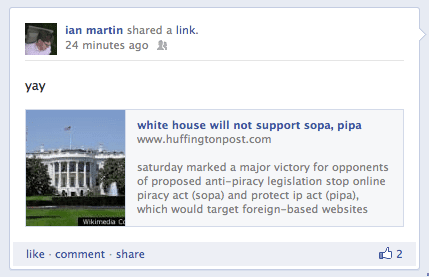 ian martin shared a link.
24 minutes ago
yay
white house will not support sopa, pipa
www.huffingtonpost.com
saturday marked a major victory for opponents
of proposed anti-piracy legislation stop online
piracy act (sopa) and protect ip act (pipa),
which would target foreign-based websites
Wikimedia Co
like · comment · share
2